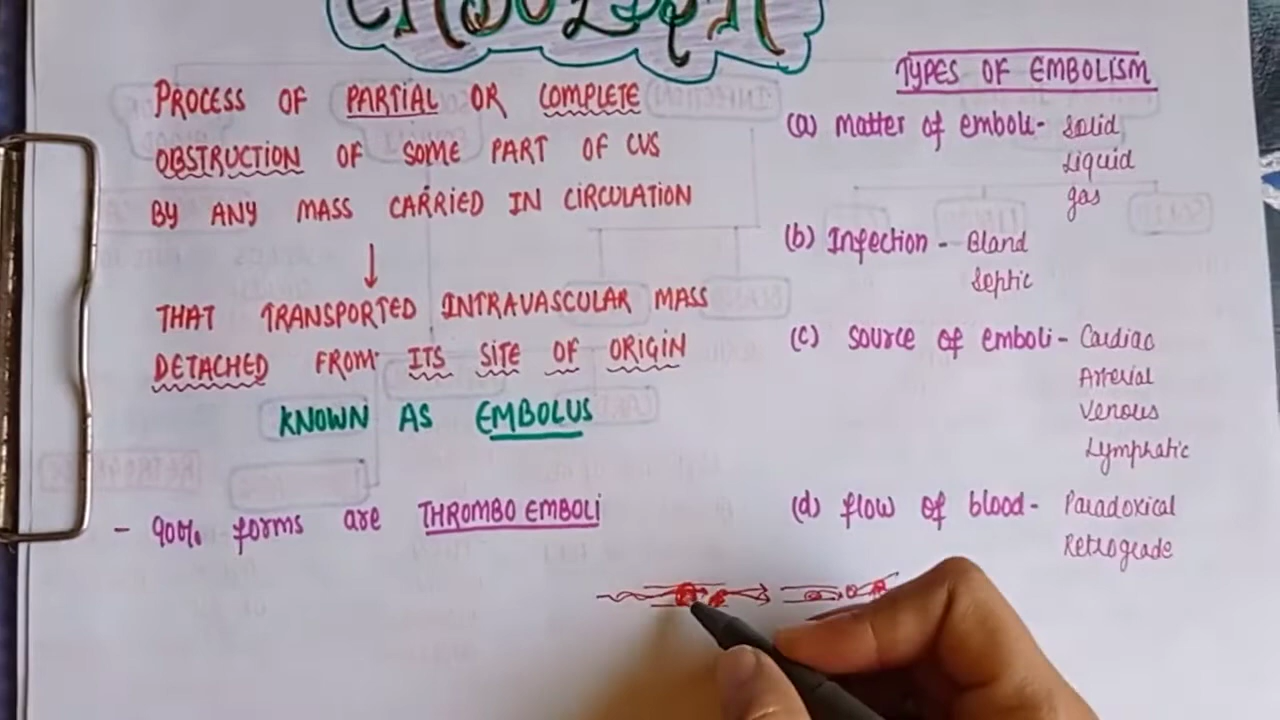 EMBOLISM
PROCESS OF PARTIAL OR COMPLETE
OBSTRUCTION OF SOME PART OF CVS
BY ANY MASS CARRIED IN CIRCULATION
THAT TRANSPORTED INTRAVASCULAR MASS
DETACHED FROM ITS SITE OF ORIGIN
KNOWN AS EMBOLUS
- 90% forms are THROMBO EMBOLI
TYPES OF EMBOLISM
(a) matter of emboli- Solid
Liquid
gas
(b) Infection - Bland
Septic
(c) source of emboli - Cardiac
Arterial
Venous
Lymphatic
(d) flow of blood- Paradoxical
Retrograde